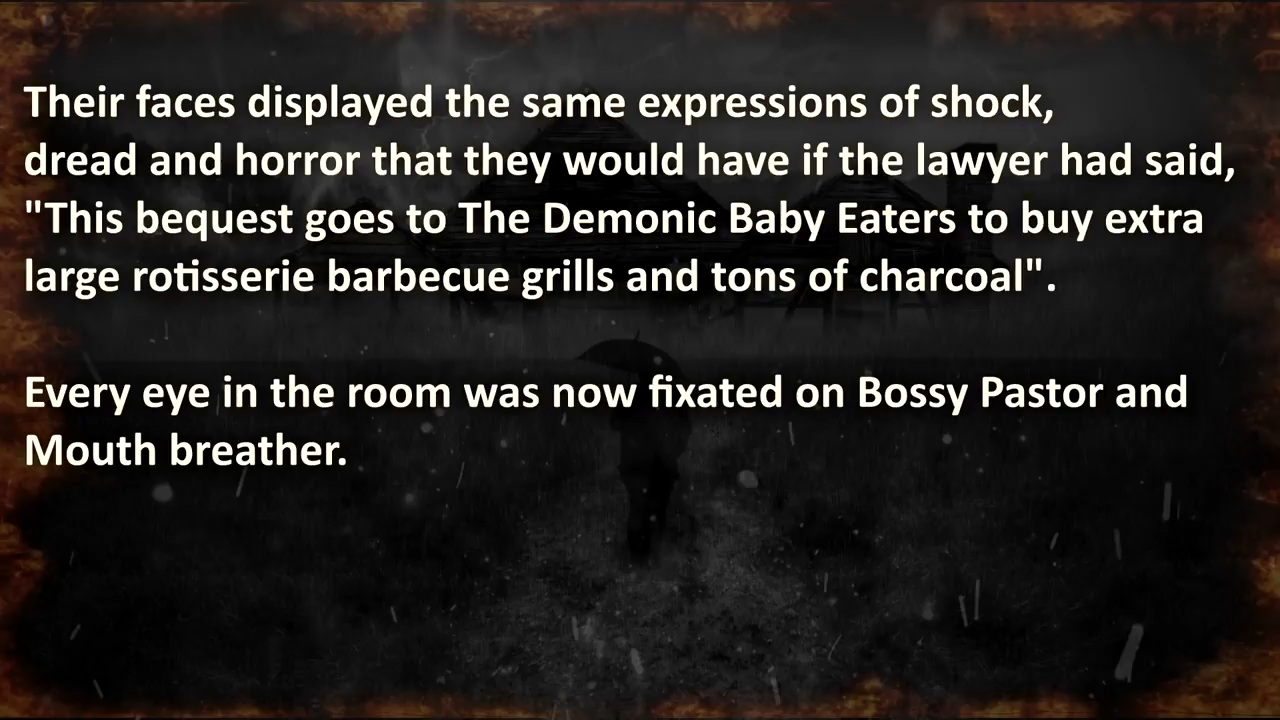 Their faces displayed the same expressions of shock,
dread and horror that they would have if the lawyer had said,
"This bequest goes to The Demonic Baby Eaters to buy extra
large rotisserie barbecue grills and tons of charcoal".
Every eye in the room was now fixated on Bossy Pastor and
Mouth breather.